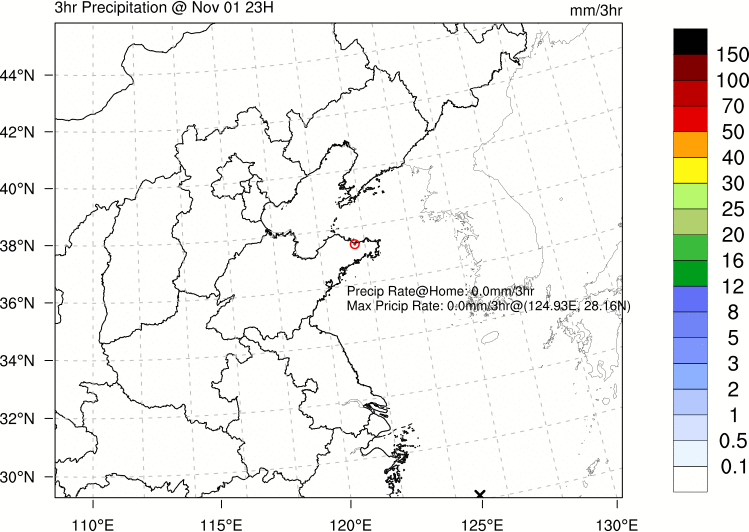 3hr Precipitation @ Nov 01 23H
mm/3hr
150
100
70
50
40
30
25
20
16
12
8
5
3
2
1
0.5
0.1
44°N
42°N
40°N
38°N
36°N
34°N
32°N
30°N
Precip Rate@Home: 0.0mm/3hr
Max Pricip Rate: 0.0mm/3hr@(124.93E, 28.16N)
110°E
115°E
120°E
125°E
130°E